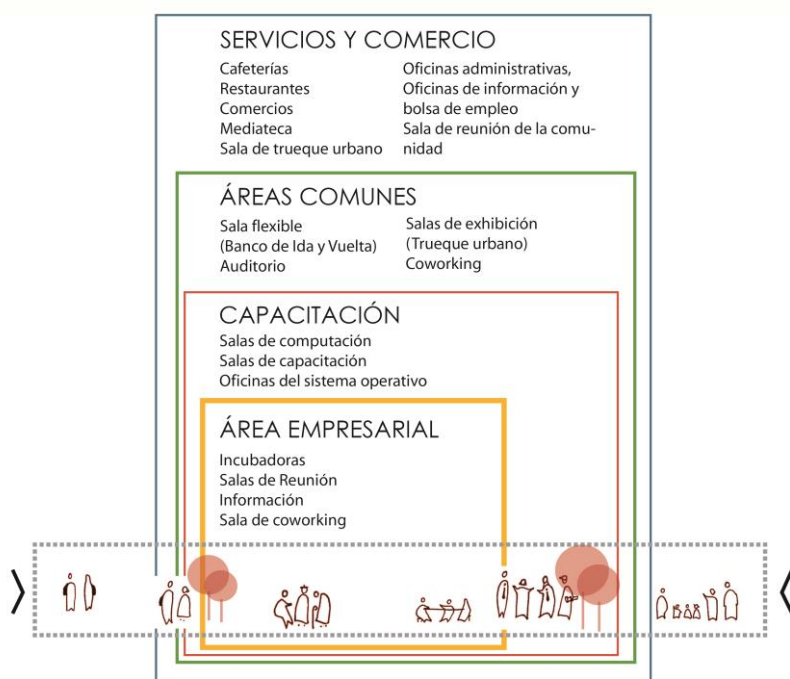 SERVICIOS Y COMERCIO
Cafeterías
Restaurantes
Comercios
Mediateca
Sala de trueque urbano
Oficinas administrativas,
Oficinas de información y
bolsa de empleo
Sala de reunión de la comu-
nidad
ÁREAS COMUNES
Sala flexible
(Banco de Ida y Vuelta)
Auditorio
Salas de exhibición
(Trueque urbano)
Coworking
CAPACITACIÓN
Salas de computación
Salas de capacitación
Oficinas del sistema operativo
ÁREA EMPRESARIAL
Incubadoras
Salas de Reunión
Información
Sala de coworking